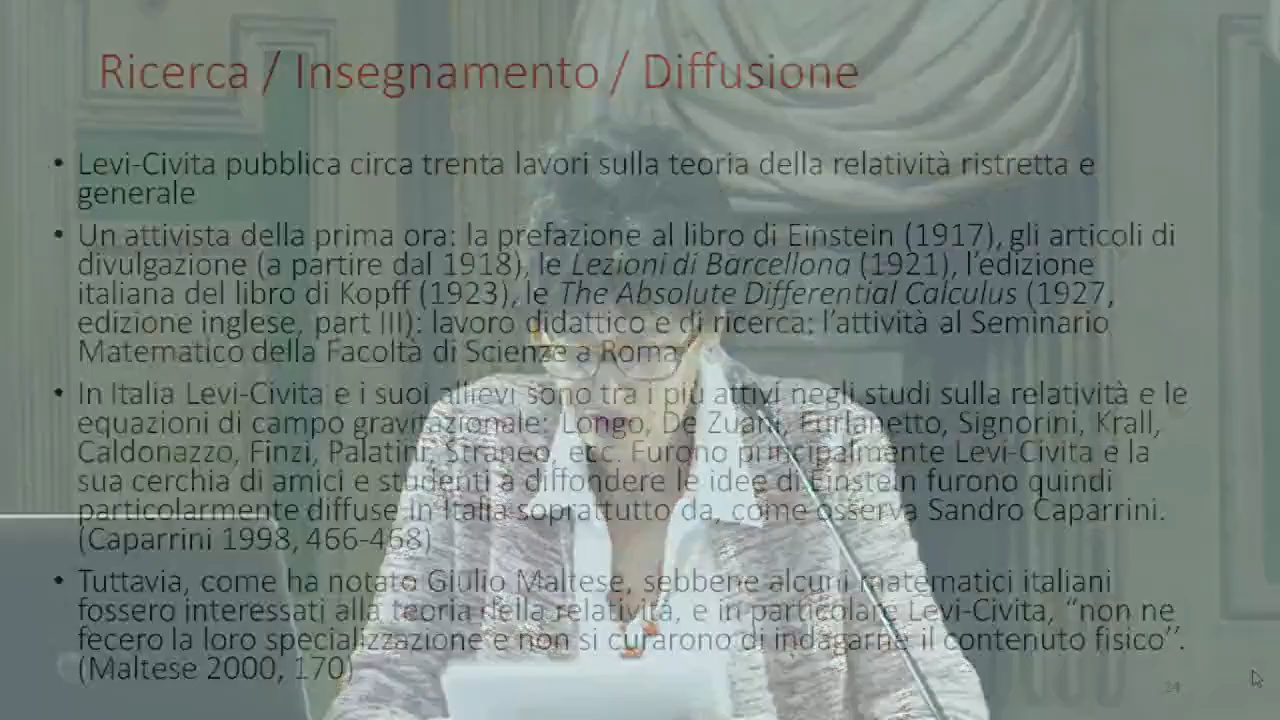 Ricerca / Insegnamento / Diffusione
• Levi-Civita pubblica circa trenta lavori sulla teoria della relatività ristretta e
generale
• Un attivista della prima ora: la prefazione al libro di Einstein (1917), gli articoli di
divulgazione (a partire dal 1918), le Lezioni di Barcellona (1921), l'edizione
italiana del libro di Kopff (1923), le The Absolute Differential Calculus (1927,
edizione inglese, part III): lavoro didattico e di ricerca; l'attività al Seminario
Matematico della Facoltà di Scienze a Roma
• In Italia Levi-Civita e i suoi allievi sono tra i più attivi negli studi sulla relatività e le
equazioni di campo gravitazionale: Longo, De Zuani, Furlanetto, Signorini, Krall,
Caldonazzo, Finzi, Palatini, Straneo, etc. Furono principalmente Levi-Civita e la
sua cerchia di amici e studenti a diffondere le idee di Einstein furono quindi
particolarmente diffuse in Italia soprattutto da, come osserva Sandro Caparrini.
(Caparrini 1998, 466-468)
• Tuttavia, come ha notato Giulio Maltese, sebbene alcuni matematici italiani
fossero interessati alla teoria della relatività, e in particolare Levi-Civita, “non ne
fecero la loro specializzazione e non si curarono di indagarne il contenuto fisico’’.
(Maltese 2000, 170)
24